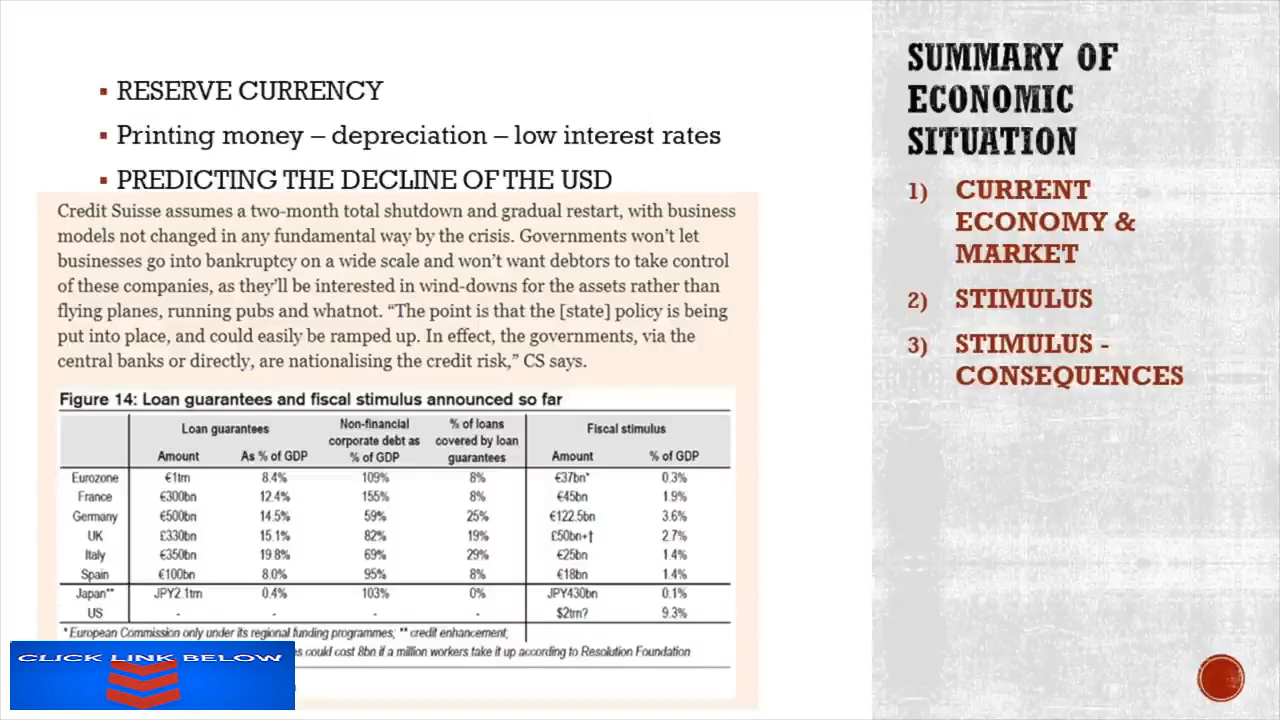 RESERVE CURRENCY
Printing money – depreciation – low interest rates
PREDICTING THE DECLINE OF THE USD
Credit Suisse assumes a two-month total shutdown and gradual restart, with business
models not changed in any fundamental way by the crisis. Governments won't let
businesses go into bankruptcy on a wide scale and won't want debtors to take control
of these companies, as they'll be interested in wind-downs for the assets rather than
flying planes, running pubs and whatnot. “The point is that the [state] policy is being
put into place, and could easily be ramped up. In effect, the governments, via the
central banks or directly, are nationalising the credit risk,” CS says.
Figure 14: Loan guarantees and fiscal stimulus announced so far
Loan guarantees Non-financial corporate debt as % of GDP % of loans covered by loan guarantees Fiscal stimulus
Amount As % of GDP Amount % of GDP
Eurozone €1trn 8.4% 109% 8% €37bn* 0.3%
France €300bn 12.4% 155% 8% €45bn 1.9%
Germany €500bn 14.5% 59% 25% €122.5bn 3.6%
UK £330bn 15.1% 82% 19% £50bn+† 2.7%
Italy €350bn 19.8% 69% 29% €25bn 1.4%
Spain €100bn 8.0% 95% 8% €18bn 1.4%
Japan** JPY2.1trn 0.4% 103% 0% JPY430bn 0.1%
US - - - - $2trn? 9.3%
* European Commission only under its regional funding programmes; ** credit enhancement;
could cost 8bn if a million workers take it up according to Resolution Foundation
CLICK LINK BELOW
SUMMARY OF
ECONOMIC
SITUATION
1) CURRENT
ECONOMY &
MARKET
2) STIMULUS
3) STIMULUS -
CONSEQUENCES